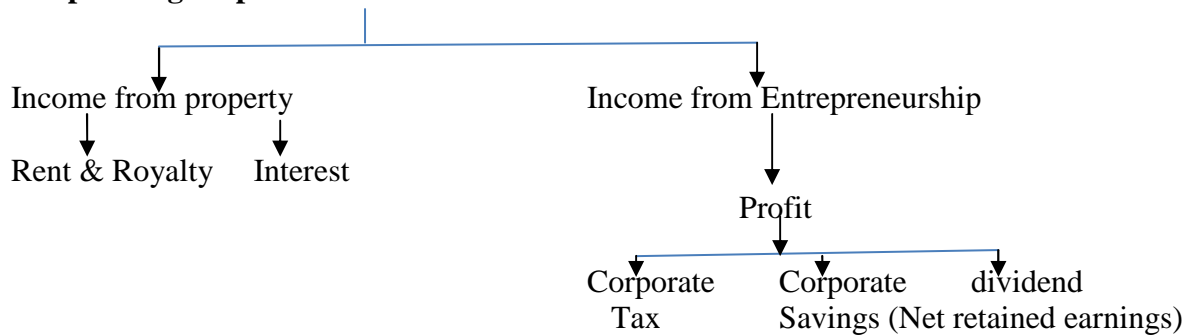 Income from property Income from Entrepreneurship
Rent & Royalty Interest
Profit
Corporate Corporate dividend
Tax Savings (Net retained earnings)